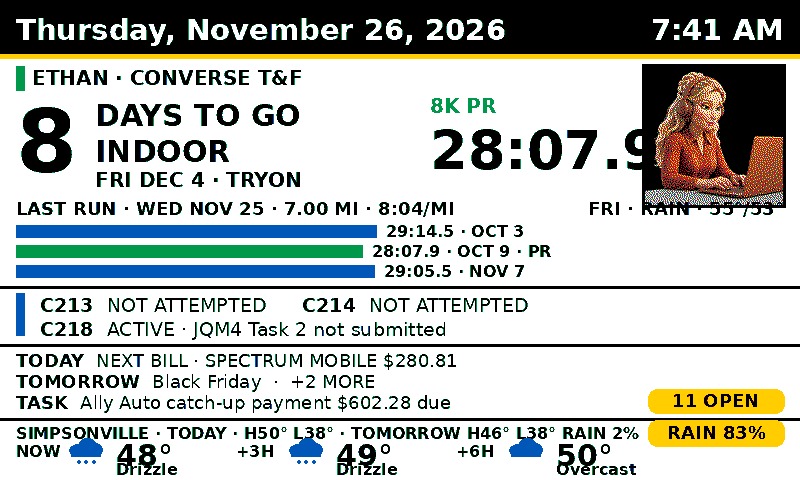 Thursday, November 26, 2026 7:41 AM
ETHAN · CONVERSE T&F
8 DAYS TO GO
INDOOR
FRI DEC 4 · TRYON
8K PR
28:07.9
LAST RUN · WED NOV 25 · 7.00 MI · 8:04/MI FRI · RAIN · 55°/53°
29:14.5 · OCT 3
28:07.9 · OCT 9 · PR
29:05.5 · NOV 7
C213 NOT ATTEMPTED C214 NOT ATTEMPTED
C218 ACTIVE · JQM4 Task 2 not submitted
TODAY NEXT BILL · SPECTRUM MOBILE $280.81
TOMORROW Black Friday · +2 MORE
TASK Ally Auto catch-up payment $602.28 due 11 OPEN
SIMPSONVILLE · TODAY · H50° L38° · TOMORROW H46° L38° RAIN 2% RAIN 83%
NOW 48° +3H 49° +6H 50°
Drizzle Drizzle Overcast